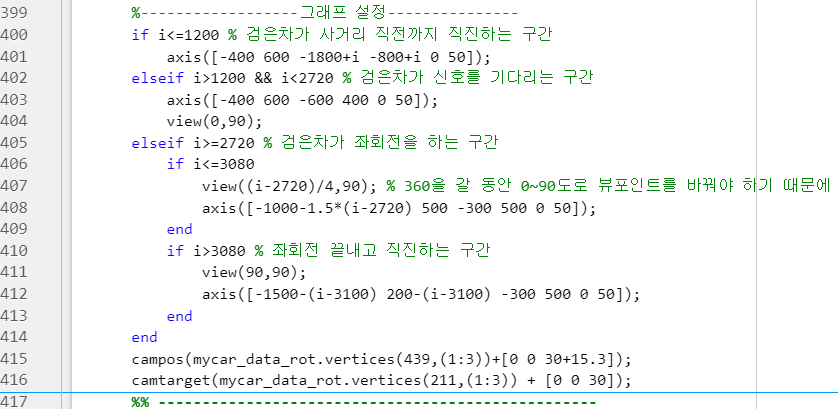 399 %------------------그래프 설정---------------
400 if i<=1200 % 검은차가 사거리 직전까지 직진하는 구간
401 axis([-400 600 -1800+i -800+i 0 50]);
402 elseif i>1200 && i<2720 % 검은차가 신호를 기다리는 구간
403 axis([-400 600 -600 400 0 50]);
404 view(0,90);
405 elseif i>=2720 % 검은차가 좌회전을 하는 구간
406 if i<=3080
407 view((i-2720)/4,90); % 360을 갈 동안 0~90도로 뷰포인트를 바꿔야 하기 때문에
408 axis([-1000-1.5*(i-2720) 500 -300 500 0 50]);
409 end
410 if i>3080 % 좌회전 끝내고 직진하는 구간
411 view(90,90);
412 axis([-1500-(i-3100) 200-(i-3100) -300 500 0 50]);
413 end
414 end
415 campos(mycar_data_rot.vertices(439,(1:3))+[0 0 30+15.3]);
416 camtarget(mycar_data_rot.vertices(211,(1:3)) + [0 0 30]);
417 %% --------------------------------------------------